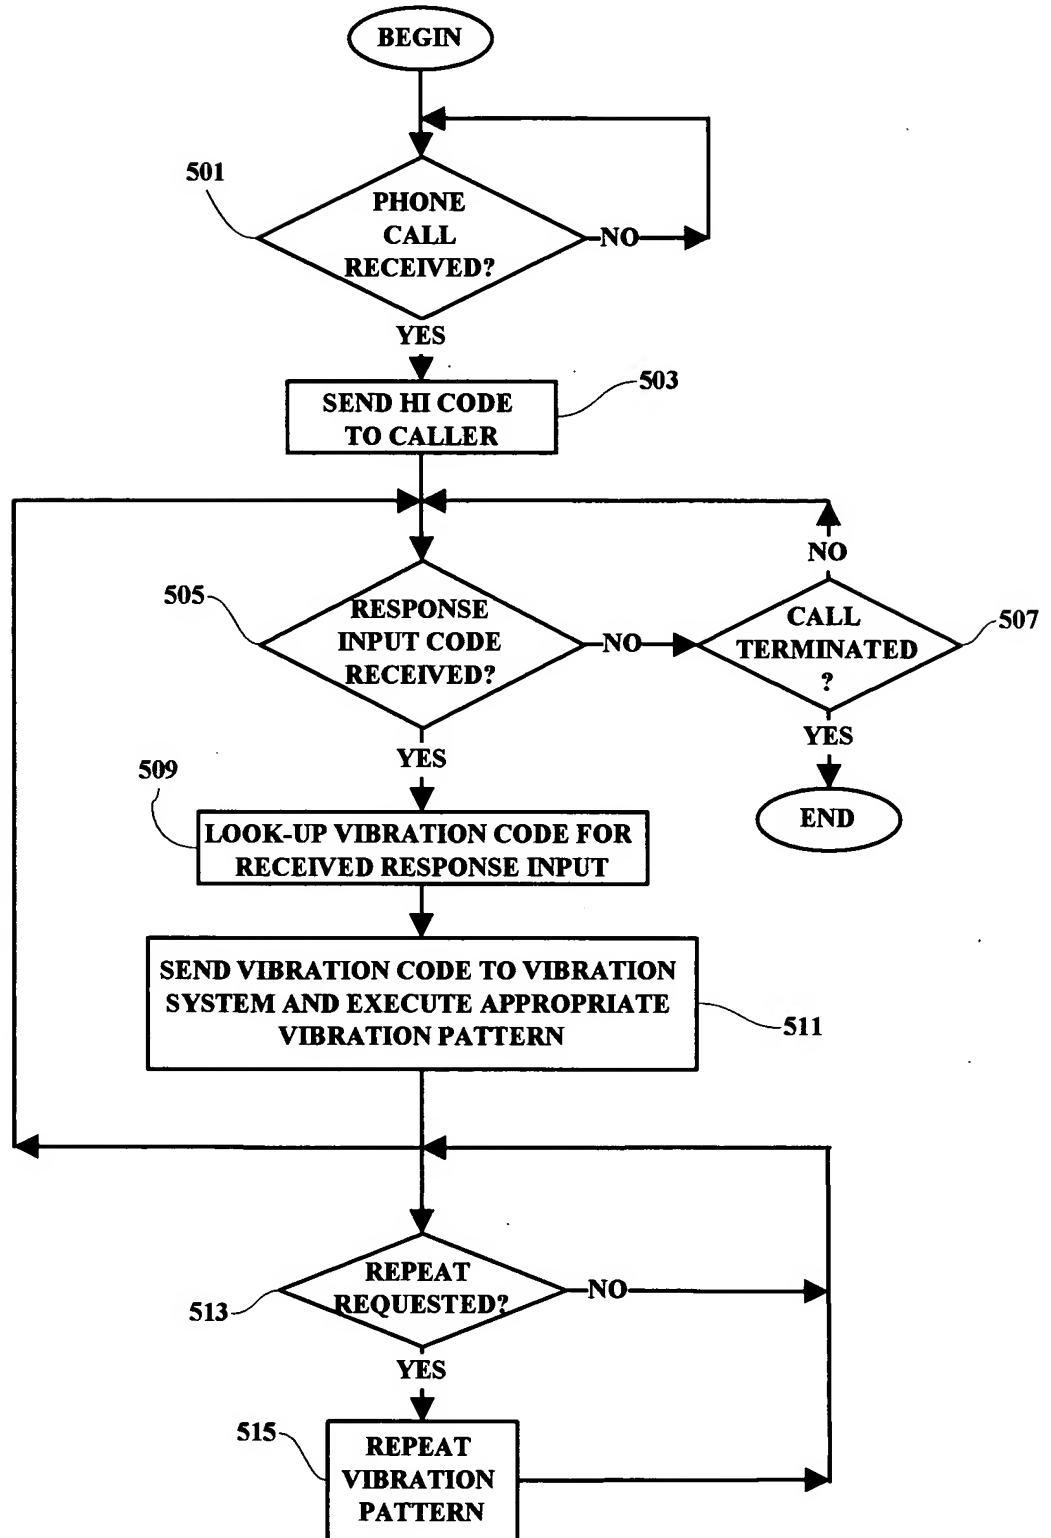 BEGIN
501
PHONE
CALL
RECEIVED?
NO
YES
503
SEND HI CODE
TO CALLER
NO
505
RESPONSE
INPUT CODE
RECEIVED?
NO
CALL
TERMINATED
?
507
YES
YES
509
LOOK-UP VIBRATION CODE FOR
RECEIVED RESPONSE INPUT
END
SEND VIBRATION CODE TO VIBRATION
SYSTEM AND EXECUTE APPROPRIATE
VIBRATION PATTERN
511
REPEAT
REQUESTED?
NO
513
YES
515
REPEAT
VIBRATION
PATTERN